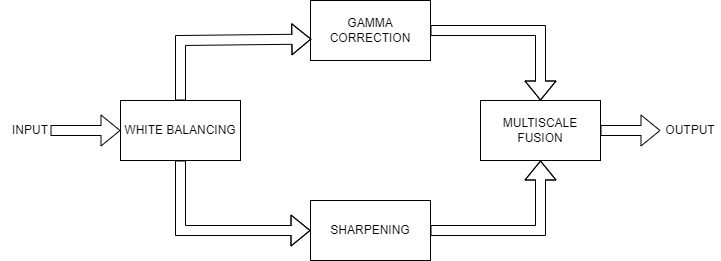 GAMMA
CORRECTION
INPUT
WHITE BALANCING
MULTISCALE
FUSION
OUTPUT
SHARPENING